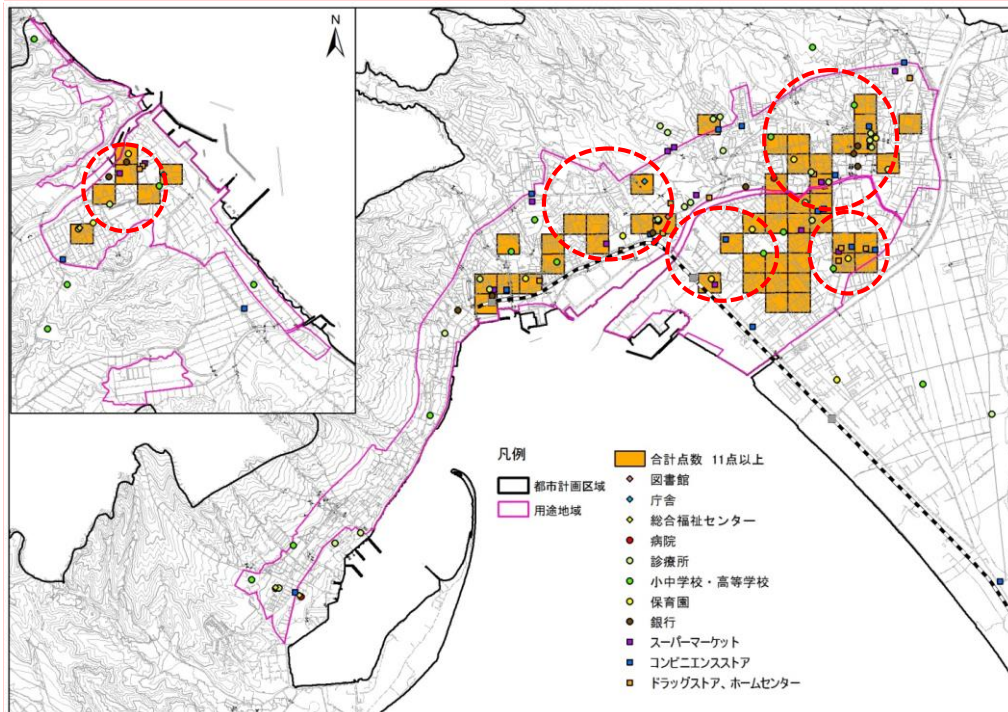 N
凡例
都市計画区域
用途地域
合計点数 11点以上
図書館
庁舎
総合福祉センター
病院
診療所
小中学校・高等学校
保育園
銀行
スーパーマーケット
コンビニエンスストア
ドラッグストア、ホームセンター